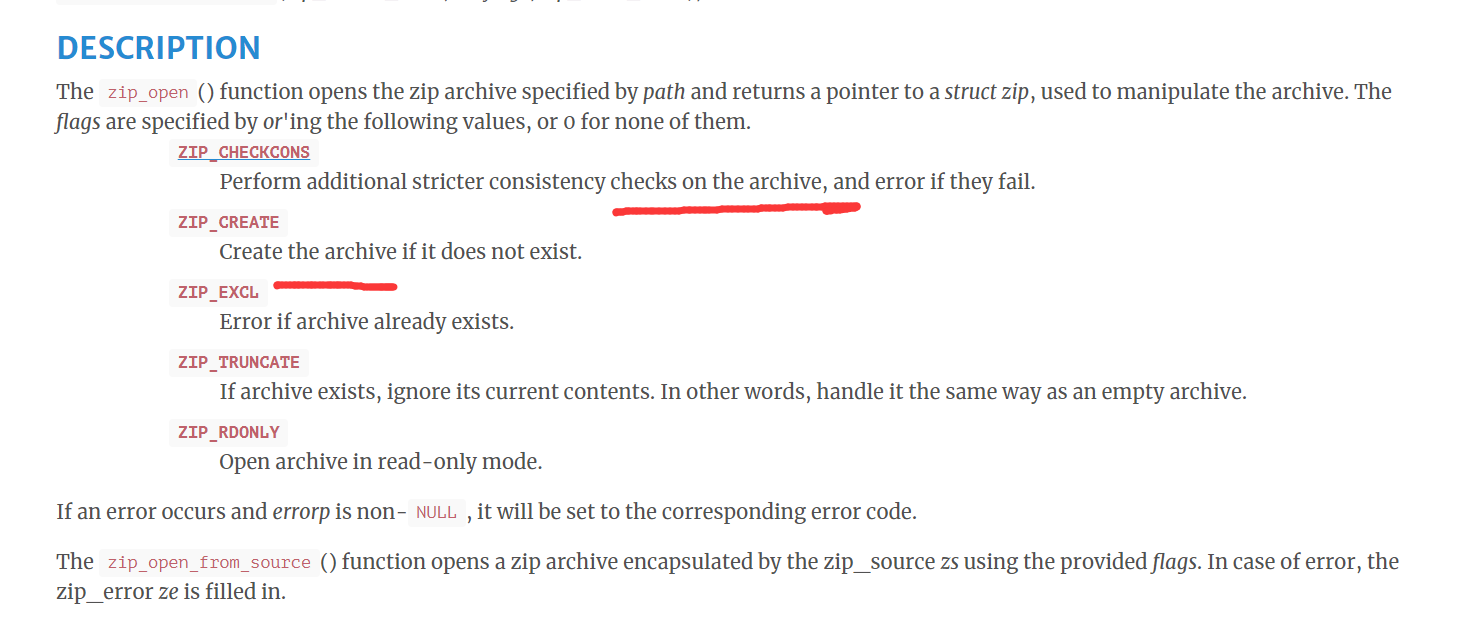 DESCRIPTION
The zip_open () function opens the zip archive specified by path and returns a pointer to a struct zip, used to manipulate the archive. The
flags are specified by or'ing the following values, or 0 for none of them.
ZIP_CHECKCONS
Perform additional stricter consistency checks on the archive, and error if they fail.
ZIP_CREATE
Create the archive if it does not exist.
ZIP_EXCL
Error if archive already exists.
ZIP_TRUNCATE
If archive exists, ignore its current contents. In other words, handle it the same way as an empty archive.
ZIP_RDONLY
Open archive in read-only mode.
If an error occurs and errorp is non- NULL , it will be set to the corresponding error code.
The zip_open_from_source () function opens a zip archive encapsulated by the zip_source zs using the provided flags. In case of error, the
zip_error ze is filled in.